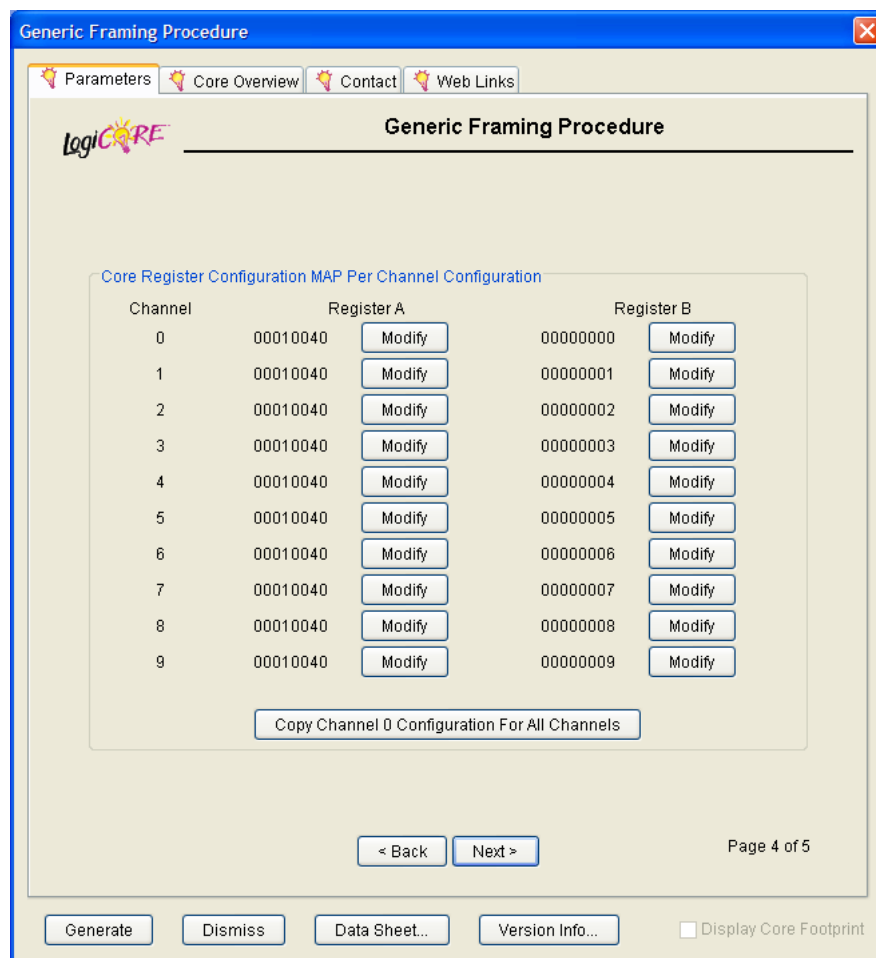 Generic Framing Procedure
Parameters Core Overview Contact Web Links
LogiCORE Generic Framing Procedure
Core Register Configuration MAP Per Channel Configuration
Channel Register A Register B
0 00010040 Modify 00000000 Modify
1 00010040 Modify 00000001 Modify
2 00010040 Modify 00000002 Modify
3 00010040 Modify 00000003 Modify
4 00010040 Modify 00000004 Modify
5 00010040 Modify 00000005 Modify
6 00010040 Modify 00000006 Modify
7 00010040 Modify 00000007 Modify
8 00010040 Modify 00000008 Modify
9 00010040 Modify 00000009 Modify
Copy Channel 0 Configuration For All Channels
< Back Next > Page 4 of 5
Generate Dismiss Data Sheet... Version Info... Display Core Footprint